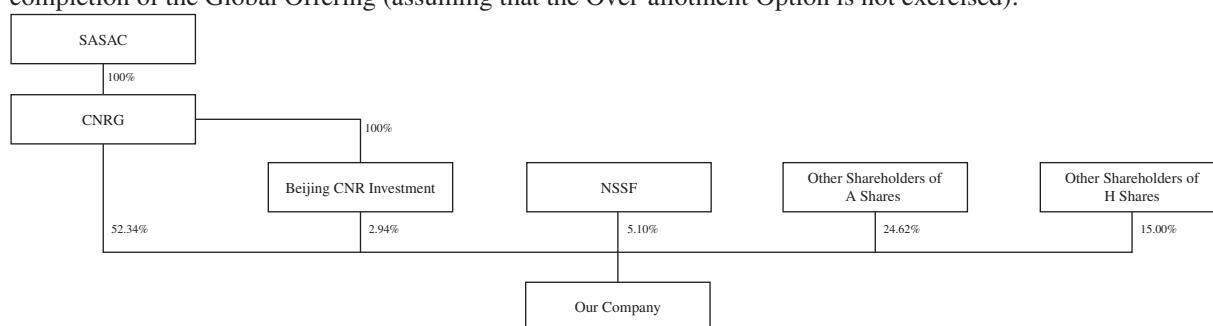 completion of the Global Offering (assuming that the Over-allotment Option is not exercised):
SASAC
100%
CNRG
100%
Beijing CNR Investment
NSSF
Other Shareholders of
A Shares
Other Shareholders of
H Shares
52.34%
2.94%
5.10%
24.62%
15.00%
Our Company